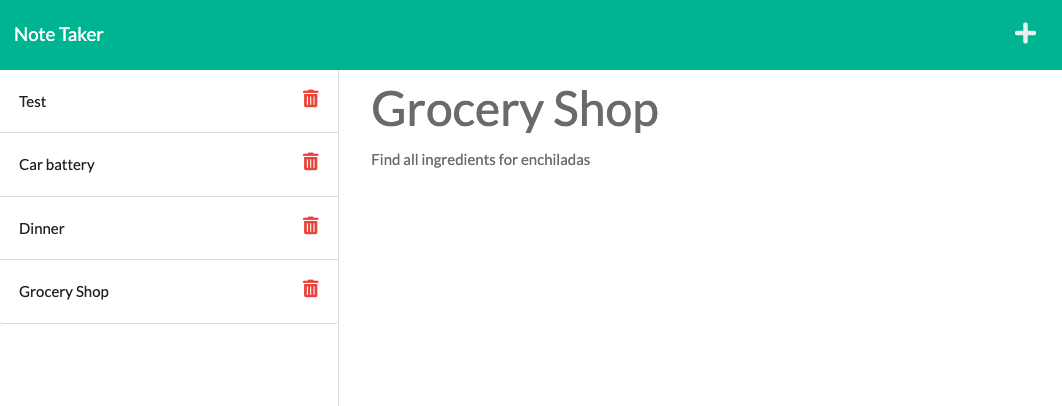 Note Taker
Test
Car battery
Dinner
Grocery Shop
Grocery Shop
Find all ingredients for enchiladas